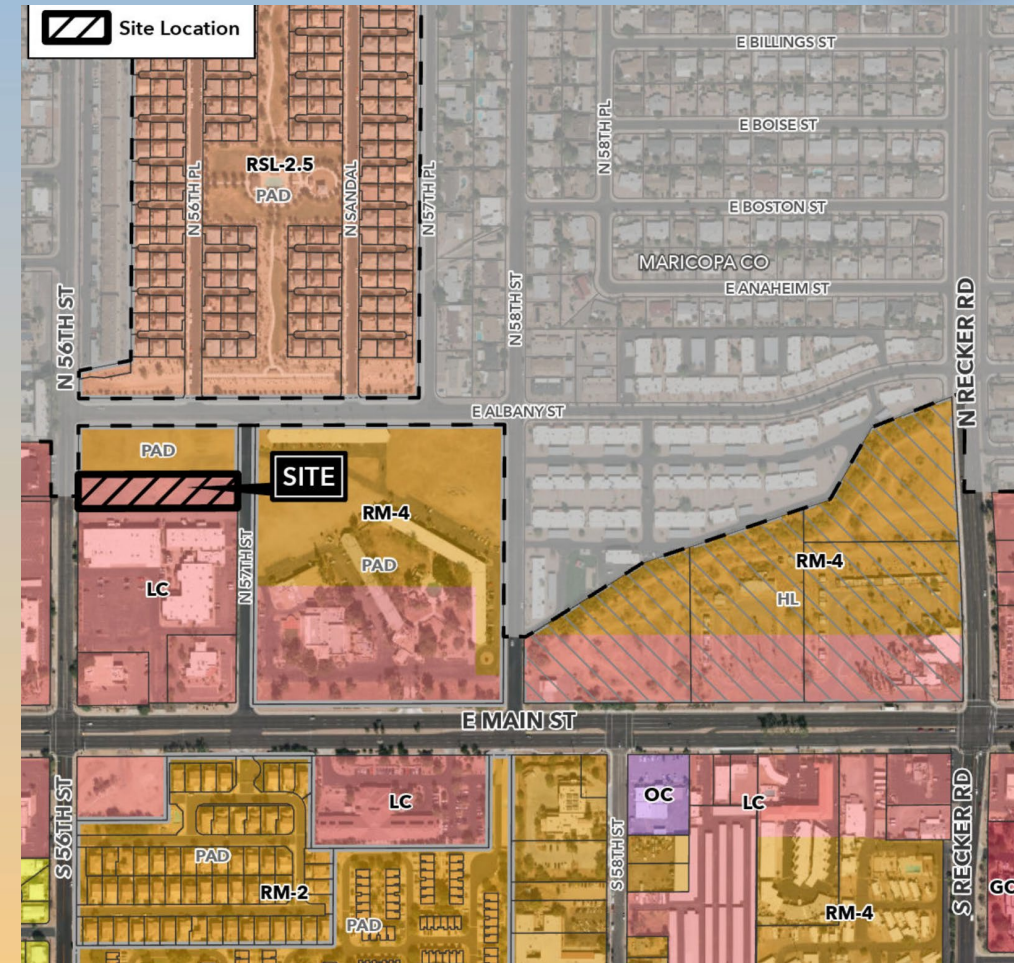 Site Location
E BILLINGS ST
N 58TH PL
E BOISE ST
RSL-2.5
PAD
N 56TH PL
N SANDAL
N 57TH PL
E BOSTON ST
MARICOPA CO
E ANAHEIM ST
N 56TH ST
N 58TH ST
N RECKER RD
E ALBANY ST
PAD
SITE
RM-4
PAD
N 57TH ST
LC
RM-4
HL
E MAIN ST
S 56TH ST
LC
OC
LC
PAD
RM-2
PAD
S 58TH ST
RM-4
S RECKER RD
GC